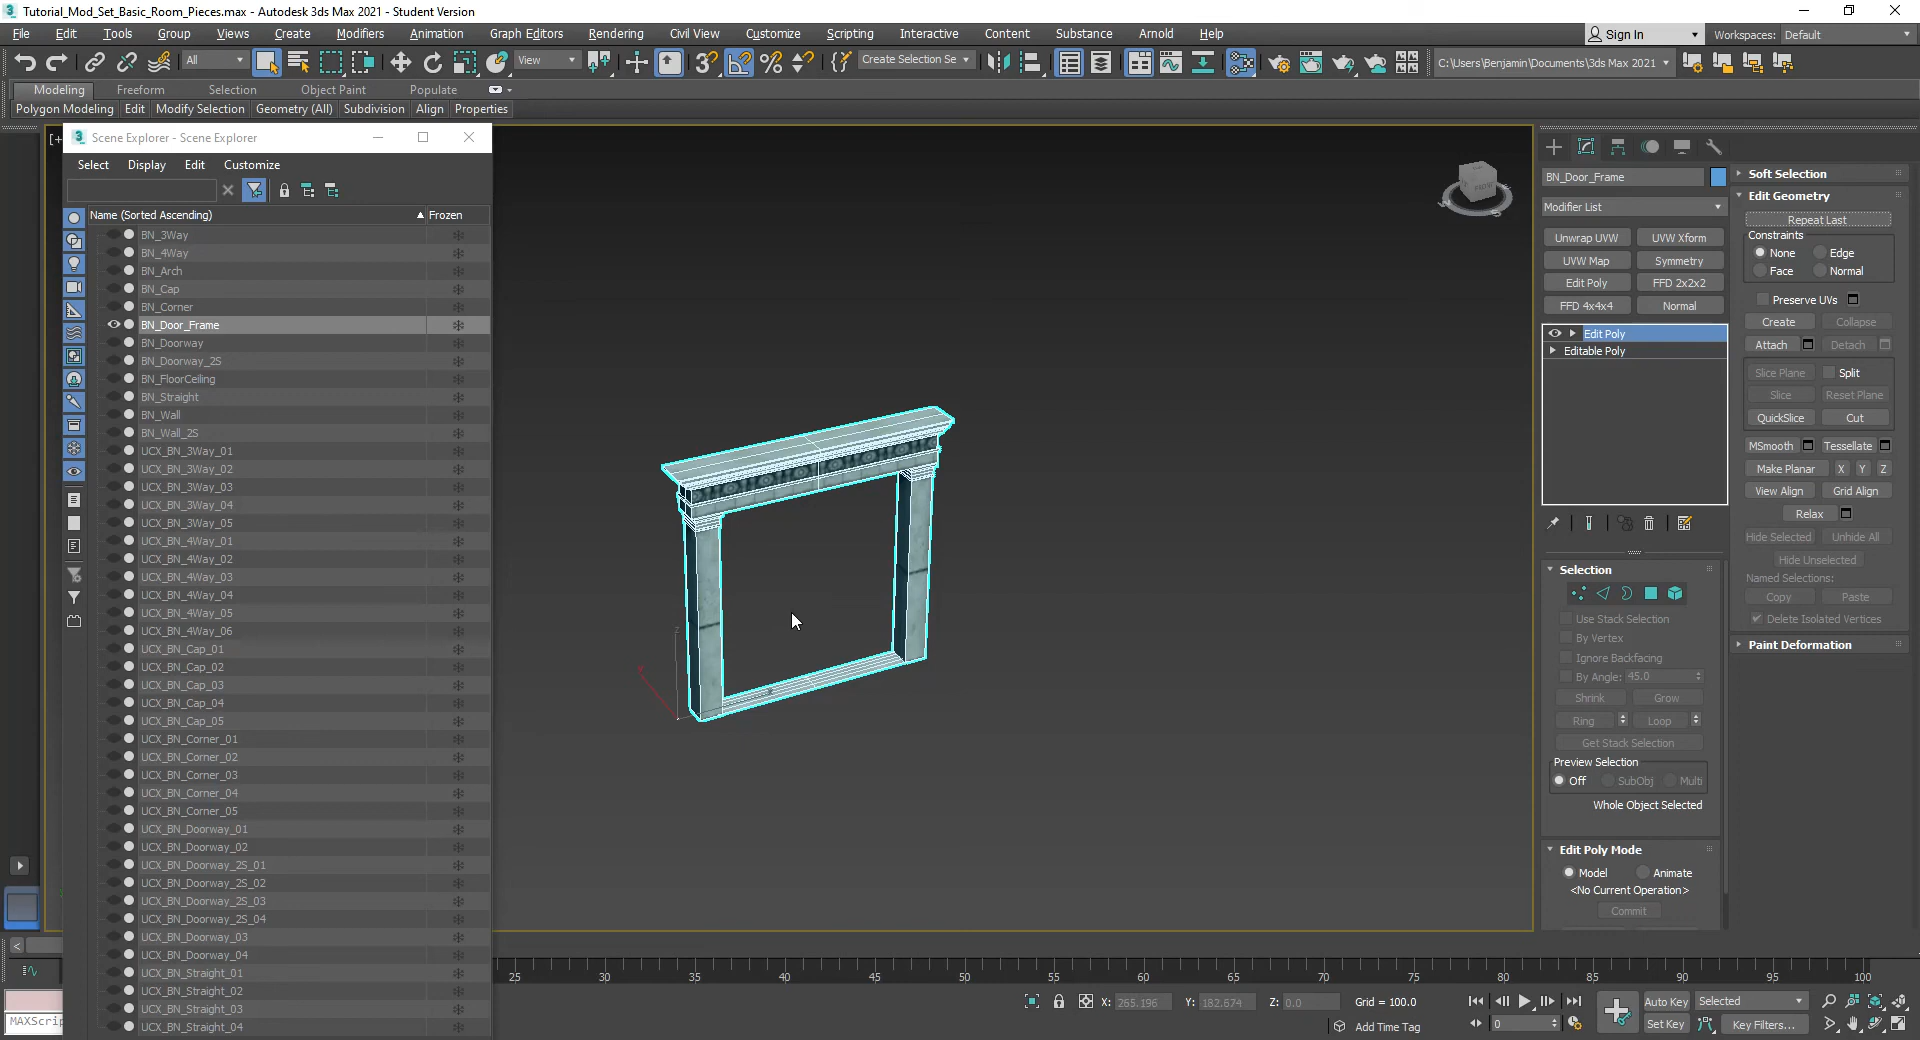 Tutorial_Mod_Set_Basic_Room_Pieces.max - Autodesk 3ds Max 2021 - Student Version
File Edit Tools Group Views Create Modifiers Animation Graph Editors Rendering Civil View Customize Scripting Interactive Content Substance Arnold Help
Sign In Workspaces: Default
All View Create Selection Se C:\Users\Benjamin\Documents\3ds Max 2021
Modeling Freeform Selection Object Paint Populate
Polygon Modeling Edit Modify Selection Geometry (All) Subdivision Align Properties
Scene Explorer - Scene Explorer
Select Display Edit Customize
Name (Sorted Ascending) Frozen
BN_3Way
BN_4Way
BN_Arch
BN_Cap
BN_Corner
BN_Door_Frame
BN_Doorway
BN_Doorway_2S
BN_FloorCeiling
BN_Straight
BN_Wall
BN_Wall_2S
UCX_BN_3Way_01
UCX_BN_3Way_02
UCX_BN_3Way_03
UCX_BN_3Way_04
UCX_BN_3Way_05
UCX_BN_4Way_01
UCX_BN_4Way_02
UCX_BN_4Way_03
UCX_BN_4Way_04
UCX_BN_4Way_05
UCX_BN_4Way_06
UCX_BN_Cap_01
UCX_BN_Cap_02
UCX_BN_Cap_03
UCX_BN_Cap_04
UCX_BN_Cap_05
UCX_BN_Corner_01
UCX_BN_Corner_02
UCX_BN_Corner_03
UCX_BN_Corner_04
UCX_BN_Corner_05
UCX_BN_Doorway_01
UCX_BN_Doorway_02
UCX_BN_Doorway_2S_01
UCX_BN_Doorway_2S_02
UCX_BN_Doorway_2S_03
UCX_BN_Doorway_2S_04
UCX_BN_Doorway_03
UCX_BN_Doorway_04
UCX_BN_Straight_01
UCX_BN_Straight_02
UCX_BN_Straight_03
UCX_BN_Straight_04
BN_Door_Frame
Modifier List
Unwrap UVW UVW Xform
UVW Map Symmetry
Edit Poly FFD 2x2x2
FFD 4x4x4 Normal
Edit Poly
Editable Poly
Selection
Use Stack Selection
By Vertex
Ignore Backfacing
By Angle: 45.0
Shrink Grow
Ring Loop
Get Stack Selection
Preview Selection
Off SubObj Multi
Whole Object Selected
Edit Poly Mode
Model Animate
<No Current Operation>
Commit
Soft Selection
Edit Geometry
Repeat Last
Constraints
None Edge
Face Normal
Preserve UVs
Create Collapse
Attach Detach
Slice Plane Split
Slice Reset Plane
QuickSlice Cut
MSmooth Tessellate
Make Planar X Y Z
View Align Grid Align
Relax
Hide Selected Unhide All
Hide Unselected
Named Selections:
Copy Paste
Delete Isolated Vertices
Paint Deformation
25 30 35 40 45 50 55 60 65 70 75 80 85 90 95 100
MAXScrip
X: 265.196 Y: 182.674 Z: 0.0 Grid = 100.0
Add Time Tag
0
Auto Key Selected
Set Key Key Filters...